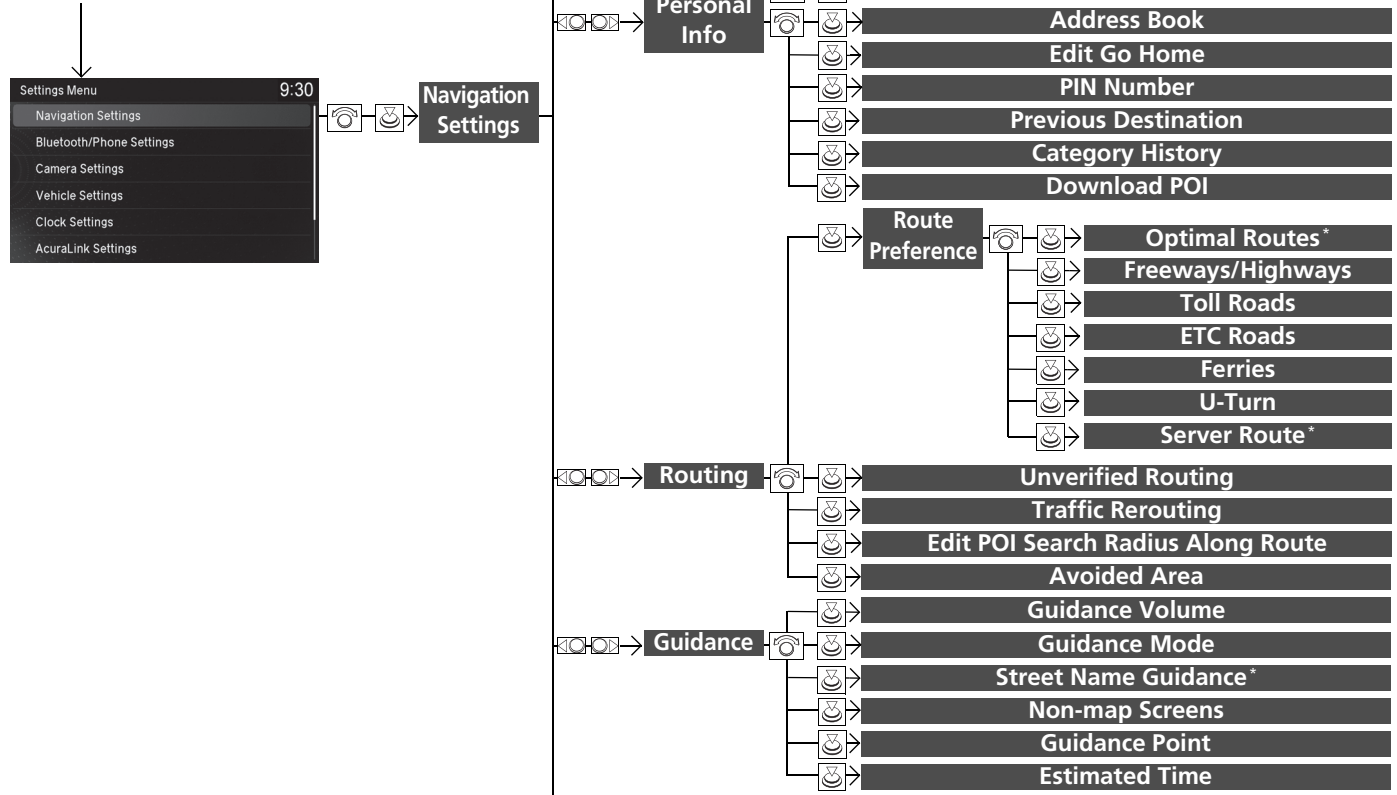 Settings Menu 9:30
Navigation Settings
Bluetooth/Phone Settings
Camera Settings
Vehicle Settings
Clock Settings
AcuraLink Settings
Navigation
Settings
Personal
Info
Address Book
Edit Go Home
PIN Number
Previous Destination
Category History
Download POI
Route
Preference
Optimal Routes*
Freeways/Highways
Toll Roads
ETC Roads
Ferries
U-Turn
Server Route*
Routing
Unverified Routing
Traffic Rerouting
Edit POI Search Radius Along Route
Avoided Area
Guidance
Guidance Volume
Guidance Mode
Street Name Guidance*
Non-map Screens
Guidance Point
Estimated Time